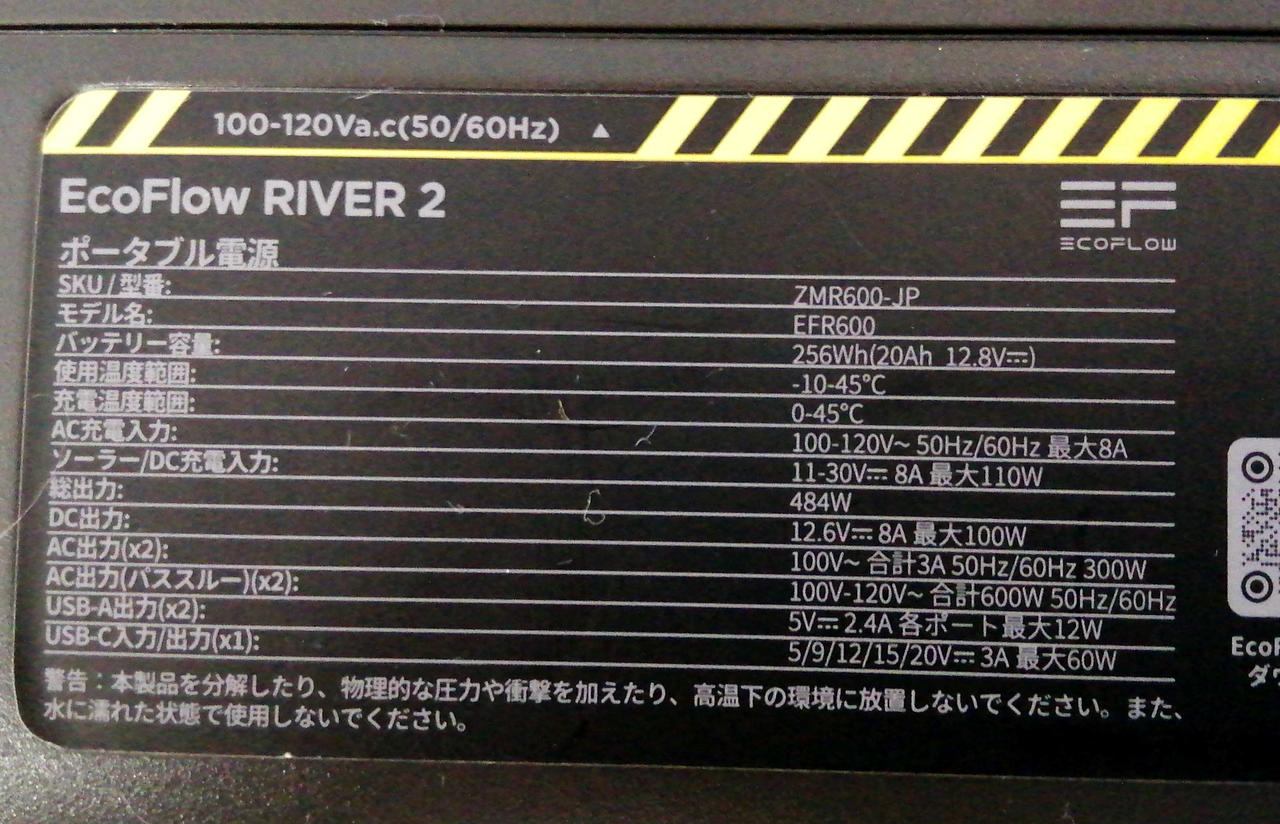 100-120Va.c(50/60Hz) ▲
EcoFlow RIVER 2
ECOFLOW
ポータブル電源
SKU / 型番: ZMR600-JP
モデル名: EFR600
バッテリー容量: 256Wh(20Ah 12.8V⎓)
使用温度範囲: -10-45℃
充電温度範囲: 0-45℃
AC充電入力: 100-120V~ 50Hz/60Hz 最大8A
ソーラー/DC充電入力: 11-30V⎓ 8A 最大110W
総出力: 484W
DC出力: 12.6V⎓ 8A 最大100W
AC出力(x2): 100V~ 合計3A 50Hz/60Hz 300W
AC出力(パススルー)(x2): 100V-120V~ 合計600W 50Hz/60Hz
USB-A出力(x2): 5V⎓ 2.4A 各ポート最大12W
USB-C入力/出力(x1): 5/9/12/15/20V⎓ 3A 最大60W
警告：本製品を分解したり、物理的な圧力や衝撃を加えたり、高温下の環境に放置しないでください。また、
水に濡れた状態で使用しないでください。